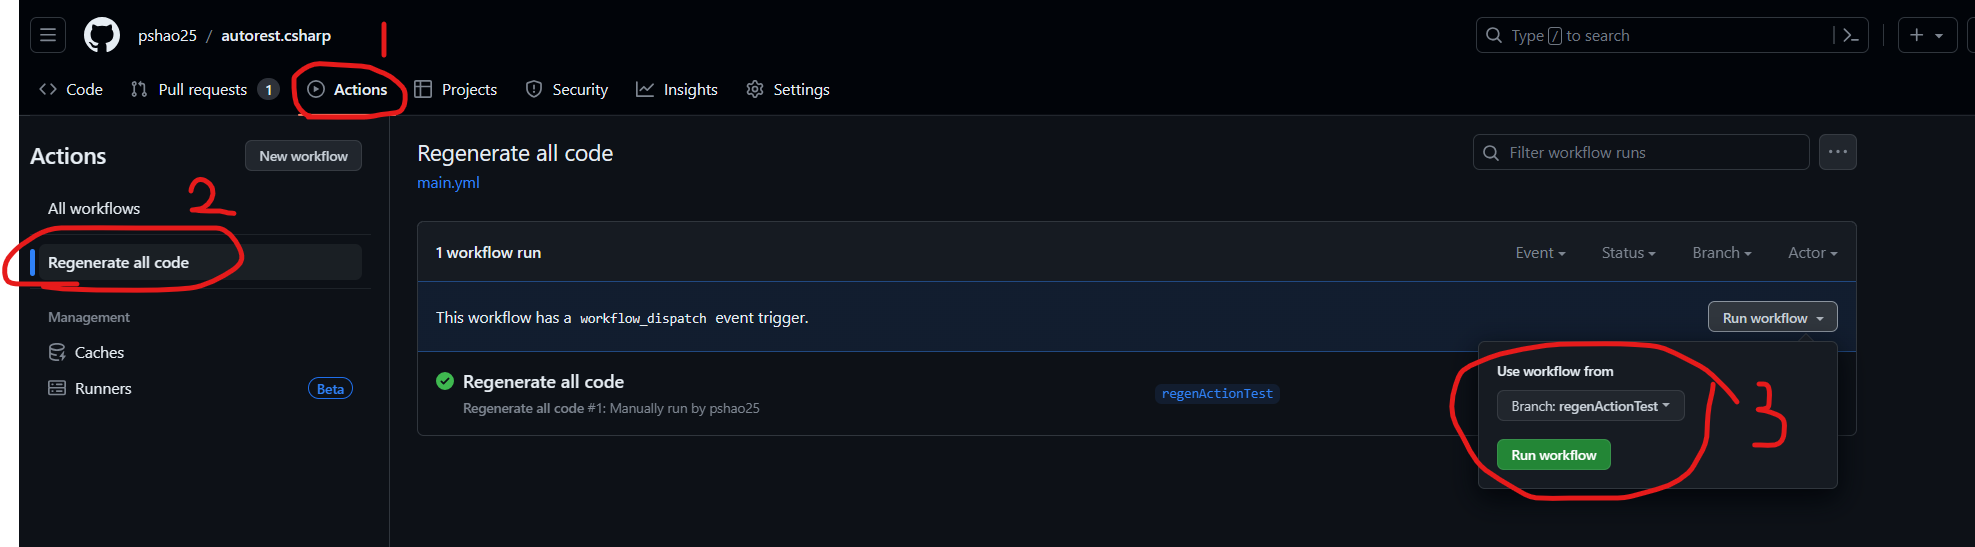 pshao25 / autorest.csharp
1
Type / to search
Code
Pull requests 1
Actions
Projects
Security
Insights
Settings
Actions
New workflow
2
All workflows
Regenerate all code
Management
Caches
Runners
Beta
Regenerate all code
main.yml
Filter workflow runs
1 workflow run
Event
Status
Branch
Actor
This workflow has a workflow_dispatch event trigger.
Run workflow
Regenerate all code
Regenerate all code #1: Manually run by pshao25
regenActionTest
Use workflow from
Branch: regenActionTest
Run workflow
3